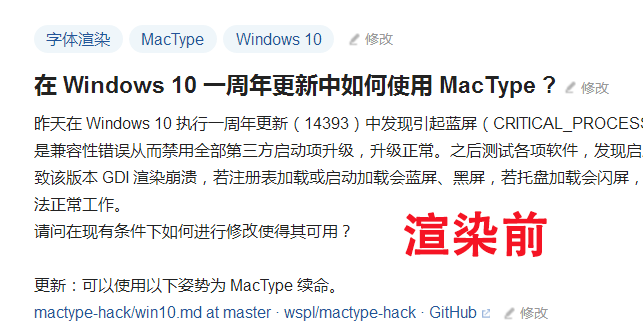 字体渲染 MacType Windows 10 修改
在 Windows 10 一周年更新中如何使用 MacType ? 修改
昨天在 Windows 10 执行一周年更新（14393）中发现引起蓝屏（CRITICAL_PROCESS
是兼容性错误从而禁用全部第三方启动项升级，升级正常。之后测试各项软件，发现启
致该版本 GDI 渲染崩溃，若注册表加载或启动加载会蓝屏、黑屏，若托盘加载会闪屏，
法正常工作。
请问在现有条件下如何进行修改使得其可用？
渲染前
更新：可以使用以下姿势为 MacType 续命。
mactype-hack/win10.md at master · wspl/mactype-hack · GitHub 修改